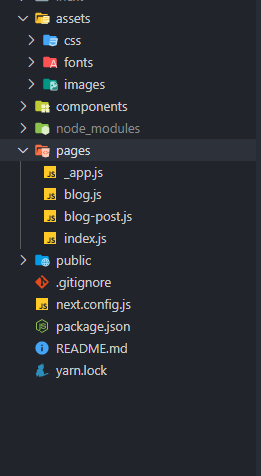 assets
css
fonts
images
components
node_modules
pages
_app.js
blog.js
blog-post.js
index.js
public
.gitignore
next.config.js
package.json
README.md
yarn.lock